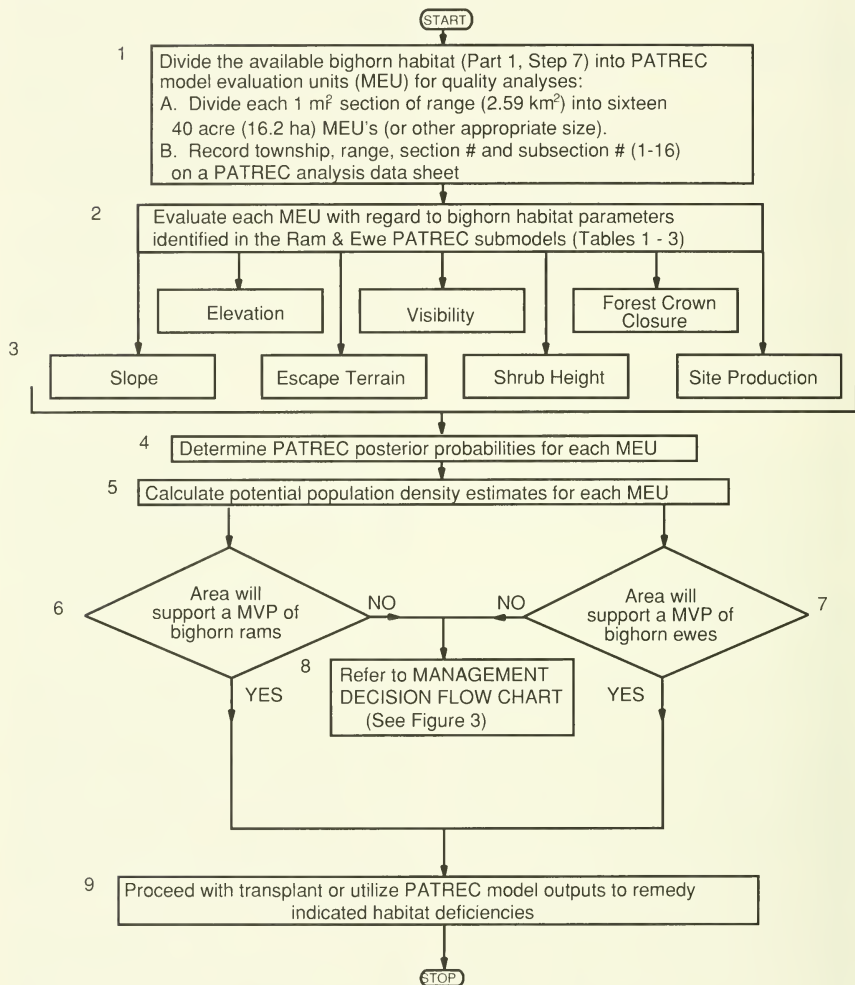 START
1
Divide the available bighorn habitat (Part 1, Step 7) into PATREC
model evaluation units (MEU) for quality analyses:
A. Divide each 1 m² section of range (2.59 km²) into sixteen
40 acre (16.2 ha) MEU's (or other appropriate size).
B. Record township, range, section # and subsection # (1-16)
on a PATREC analysis data sheet
2
Evaluate each MEU with regard to bighorn habitat parameters
identified in the Ram & Ewe PATREC submodels (Tables 1 - 3)
Elevation
Visibility
Forest Crown
Closure
3
Slope
Escape Terrain
Shrub Height
Site Production
4
Determine PATREC posterior probabilities for each MEU
5
Calculate potential population density estimates for each MEU
6
Area will
support a MVP of
bighorn rams
NO
NO
Area will
support a MVP of
bighorn ewes
7
8
Refer to MANAGEMENT
DECISION FLOW CHART
(See Figure 3)
YES
YES
9
Proceed with transplant or utilize PATREC model outputs to remedy
indicated habitat deficiencies
STOP